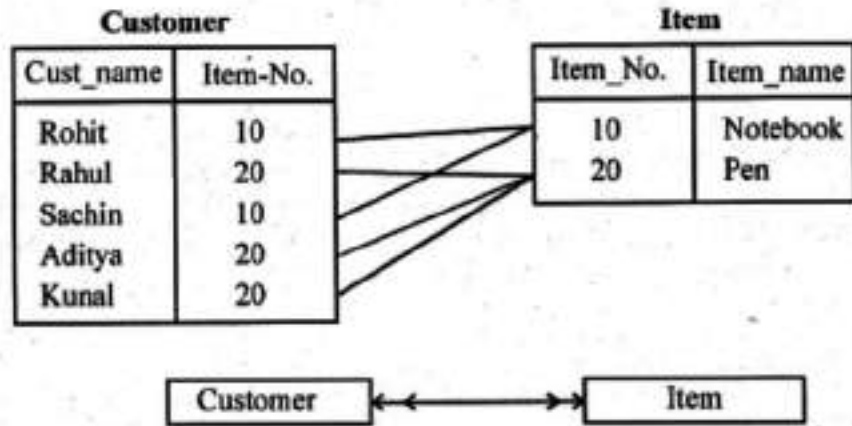 Customer
Cust_name Item-No.
Rohit 10
Rahul 20
Sachin 10
Aditya 20
Kunal 20
Item
Item_No. Item_name
10 Notebook
20 Pen
Customer Item